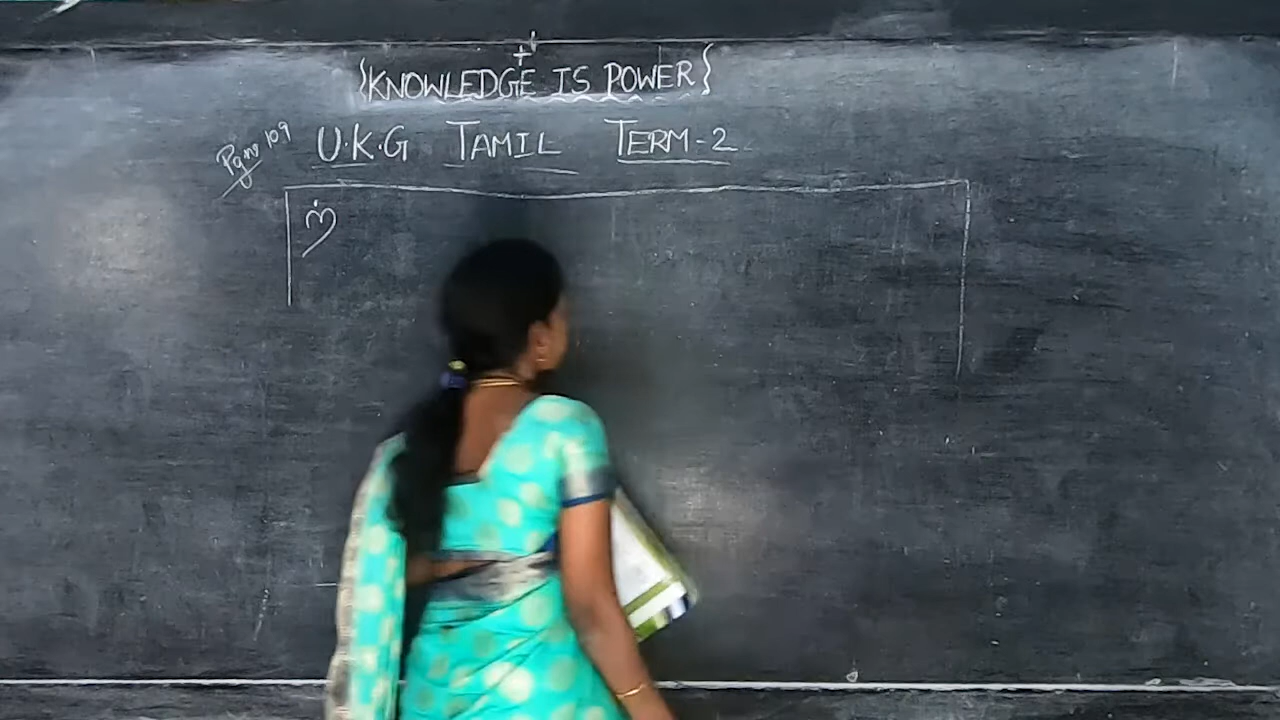 {KNOWLEDGE IS POWER}
Pg no 109
U.K.G TAMIL TERM-2
‌ம்